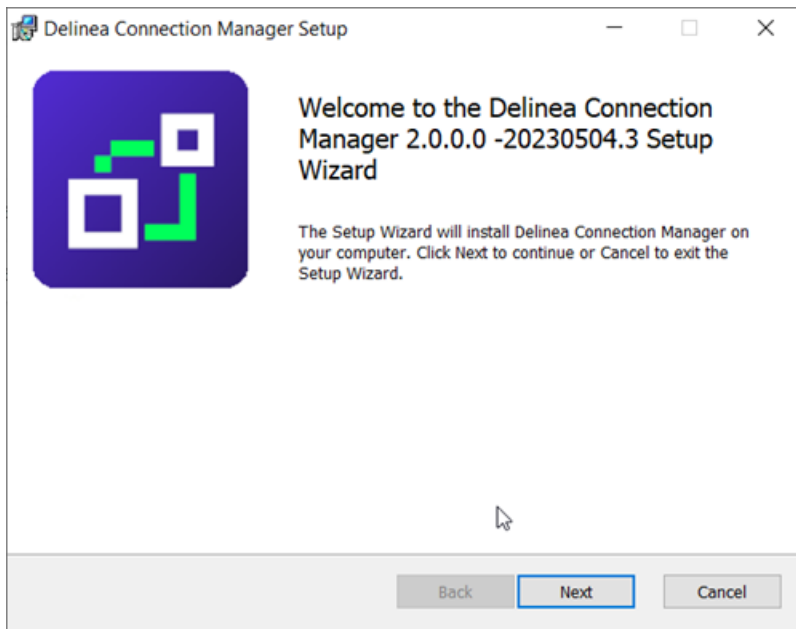 Delinea Connection Manager Setup
Welcome to the Delinea Connection
Manager 2.0.0.0 -20230504.3 Setup
Wizard
The Setup Wizard will install Delinea Connection Manager on
your computer. Click Next to continue or Cancel to exit the
Setup Wizard.
Back Next Cancel